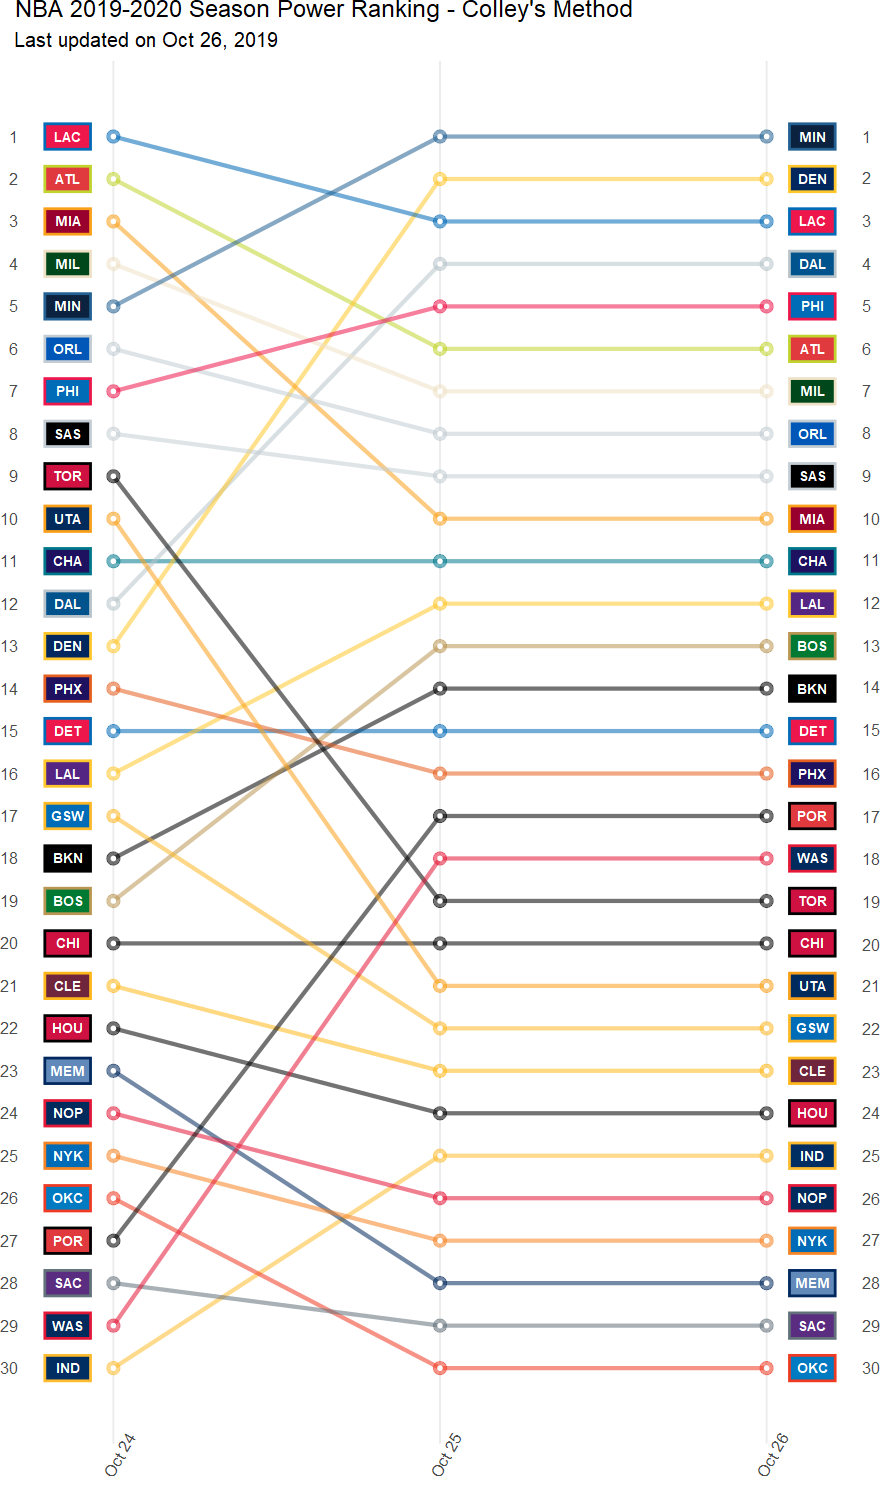 NBA 2019-2020 Season Power Ranking - Colley's Method
Last updated on Oct 26, 2019
1 LAC MIN 1
2 ATL DEN 2
3 MIA LAC 3
4 MIL DAL 4
5 MIN PHI 5
6 ORL ATL 6
7 PHI MIL 7
8 SAS ORL 8
9 TOR SAS 9
10 UTA MIA 10
11 CHA CHA 11
12 DAL LAL 12
13 DEN BOS 13
14 PHX BKN 14
15 DET DET 15
16 LAL PHX 16
17 GSW POR 17
18 BKN WAS 18
19 BOS TOR 19
20 CHI CHI 20
21 CLE UTA 21
22 HOU GSW 22
23 MEM CLE 23
24 NOP HOU 24
25 NYK IND 25
26 OKC NOP 26
27 POR NYK 27
28 SAC MEM 28
29 WAS SAC 29
30 IND OKC 30
Oct 24 Oct 25 Oct 26